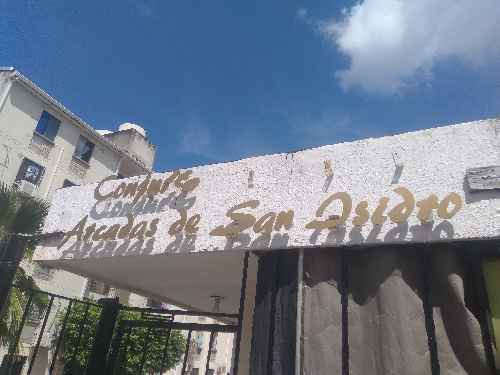 Conjunto
Arcadas de San Isidro